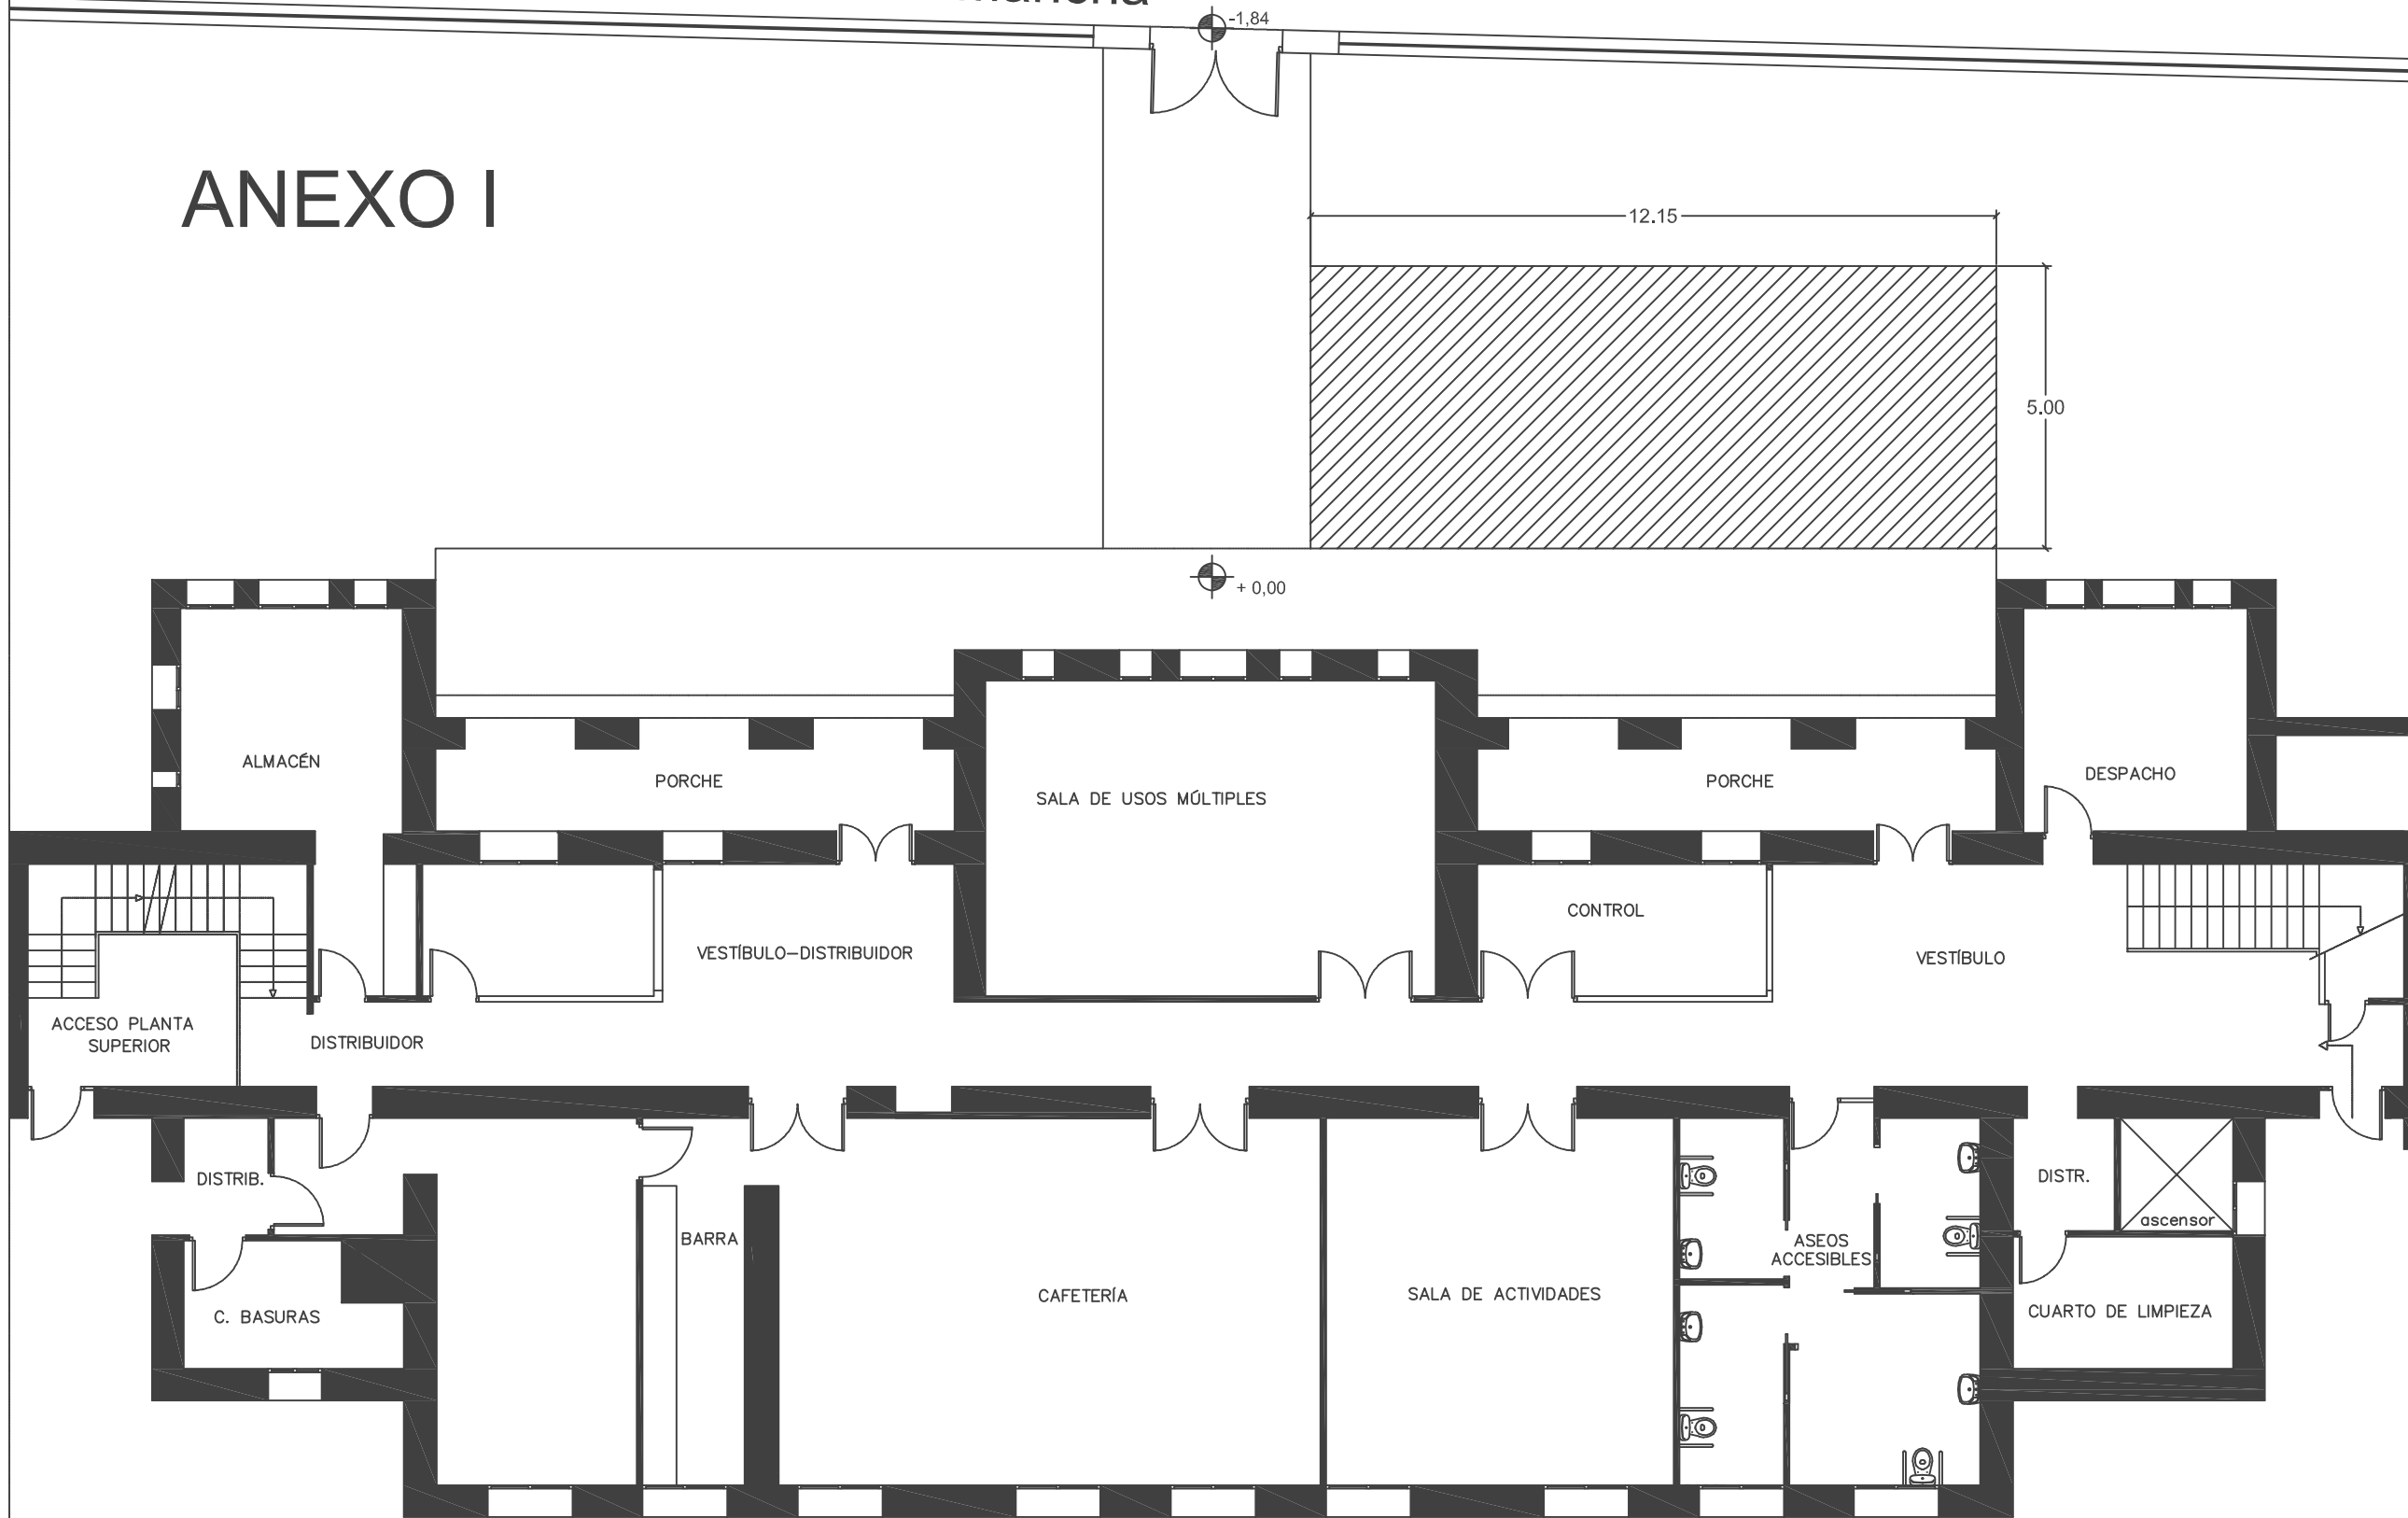 -1,84
ANEXO I
12.15
5.00
+ 0,00
ALMACÉN
PORCHE
SALA DE USOS MÚLTIPLES
PORCHE
DESPACHO
CONTROL
VESTÍBULO-DISTRIBUIDOR
VESTÍBULO
ACCESO PLANTA
SUPERIOR
DISTRIBUIDOR
DISTRIB.
DISTR.
ascensor
BARRA
ASEOS
ACCESIBLES
CAFETERÍA
SALA DE ACTIVIDADES
C. BASURAS
CUARTO DE LIMPIEZA